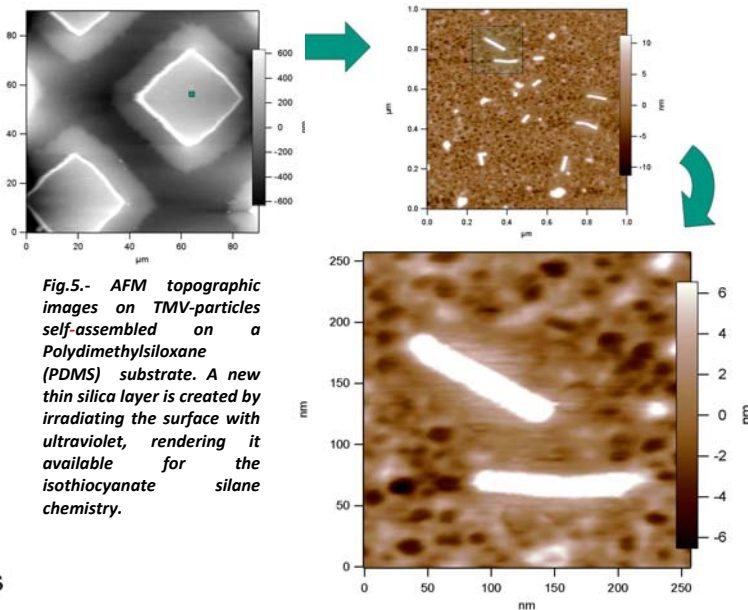 80
60
40
20
0
0 20 40 60 80
µm
600
400
200
0
-200
-400
-600
1.0
0.8
0.6
0.4
0.2
0.0
µm
0.0 0.2 0.4 0.6 0.8 1.0
µm
10
5
0
-5
-10
nm
Fig.5.- AFM topographic
images on TMV-particles
self-assembled on a
Polydimethylsiloxane
(PDMS) substrate. A new
thin silica layer is created by
irradiating the surface with
ultraviolet, rendering it
available for the
isothiocyanate silane
chemistry.
250
200
150
100
50
0
nm
0 50 100 150 200 250
nm
6
4
2
0
-2
-4
-6
nm
s